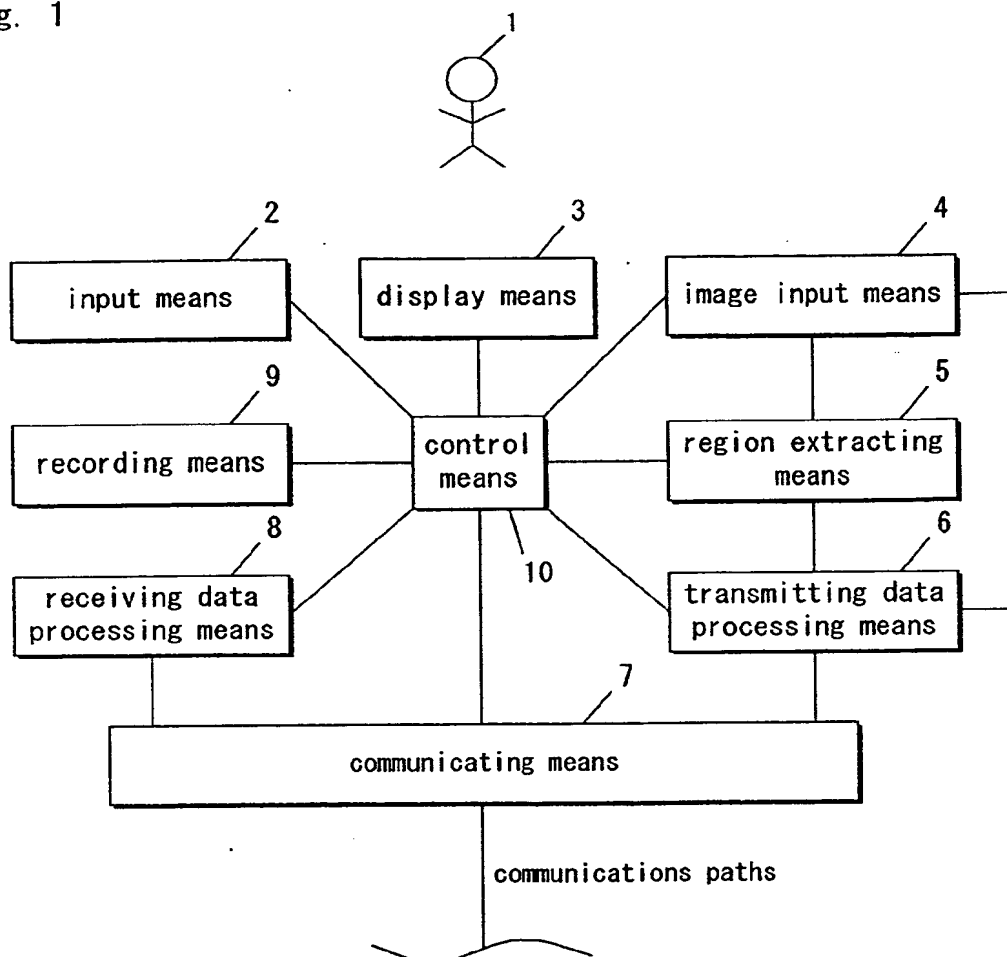 g. 1
1
2
3
4
input means
display means
image input means
9
5
recording means
control
means
region extracting
means
8
10
6
receiving data
processing means
transmitting data
processing means
7
communicating means
communications paths